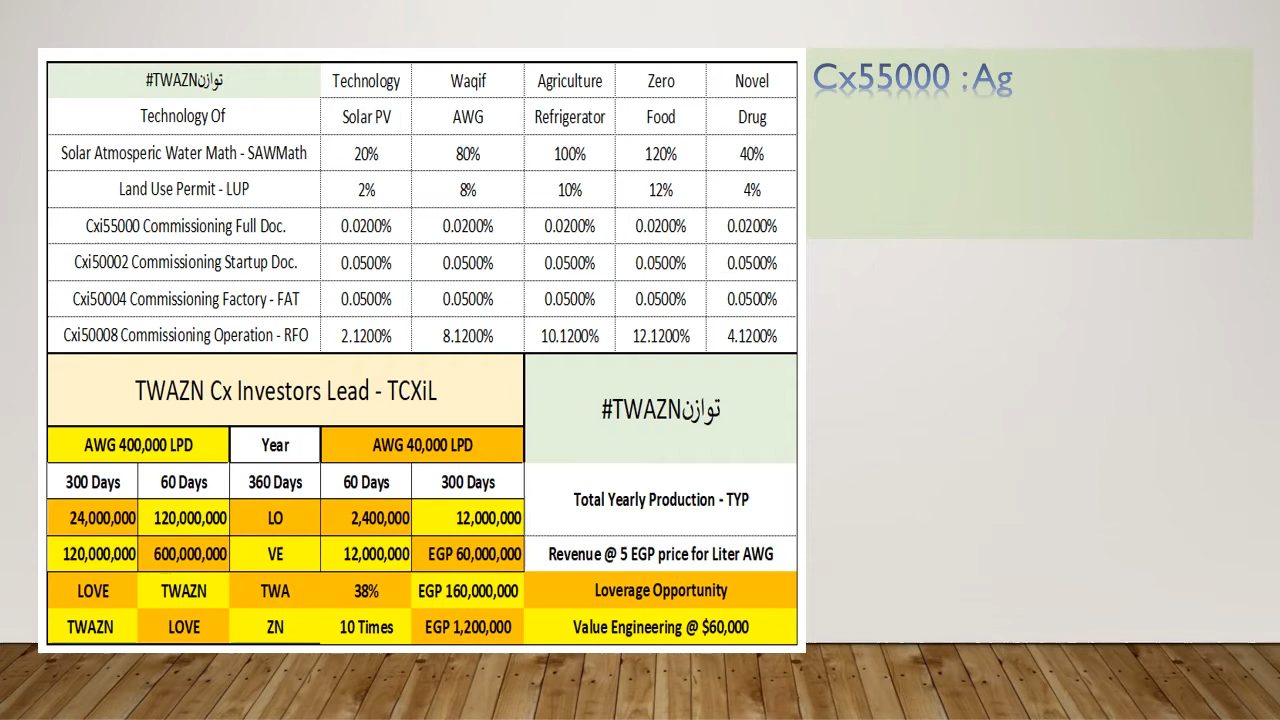 #TWAZNتوازن Technology Waqif Agriculture Zero Novel
Technology Of Solar PV AWG Refrigerator Food Drug
Solar Atmosperic Water Math - SAWMath 20% 80% 100% 120% 40%
Land Use Permit - LUP 2% 8% 10% 12% 4%
Cxi55000 Commissioning Full Doc. 0.0200% 0.0200% 0.0200% 0.0200% 0.0200%
Cxi50002 Commissioning Startup Doc. 0.0500% 0.0500% 0.0500% 0.0500% 0.0500%
Cxi50004 Commissioning Factory - FAT 0.0500% 0.0500% 0.0500% 0.0500% 0.0500%
Cxi50008 Commissioning Operation - RFO 2.1200% 8.1200% 10.1200% 12.1200% 4.1200%
TWAZN Cx Investors Lead - TCXiL
#TWAZNتوازن
AWG 400,000 LPD Year AWG 40,000 LPD
300 Days 60 Days 360 Days 60 Days 300 Days
Total Yearly Production - TYP
24,000,000 120,000,000 LO 2,400,000 12,000,000
120,000,000 600,000,000 VE 12,000,000 EGP 60,000,000 Revenue @ 5 EGP price for Liter AWG
LOVE TWAZN TWA 38% EGP 160,000,000 Loverage Opportunity
TWAZN LOVE ZN 10 Times EGP 1,200,000 Value Engineering @ $60,000
Cx55000 : Ag